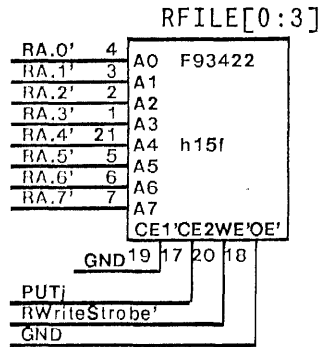 RFILE[0:3]
RA.0' 4 A0 F93422
RA.1' 3 A1
RA.2' 2 A2
RA.3' 1 A3
RA.4' 21 A4 h15f
RA.5' 5 A5
RA.6' 6 A6
RA.7' 7 A7
CE1'CE2WE'OE'
GND 19 17 20 18
PUTj
RWriteStrobe'
GND